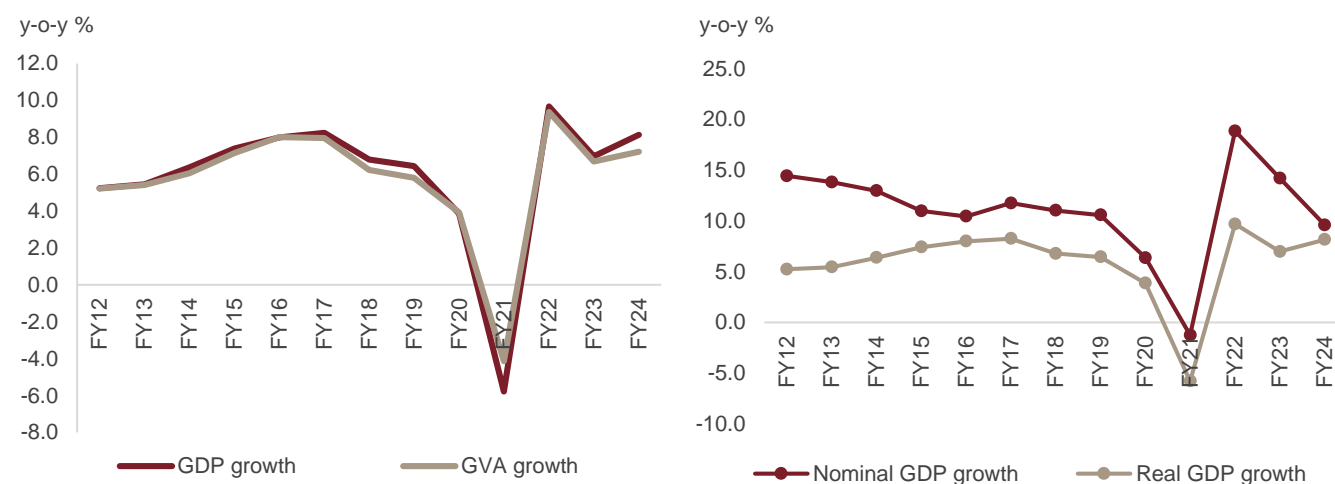 y-o-y %
12.0
10.0
8.0
6.0
4.0
2.0
0.0
-2.0
-4.0
-6.0
-8.0
FY12
FY13
FY14
FY15
FY16
FY17
FY18
FY19
FY20
FY21
FY22
FY23
FY24
GDP growth GVA growth
y-o-y %
25.0
20.0
15.0
10.0
5.0
0.0
-5.0
-10.0
FY12
FY13
FY14
FY15
FY16
FY17
FY18
FY19
FY20
FY21
FY22
FY23
FY24
Nominal GDP growth Real GDP growth